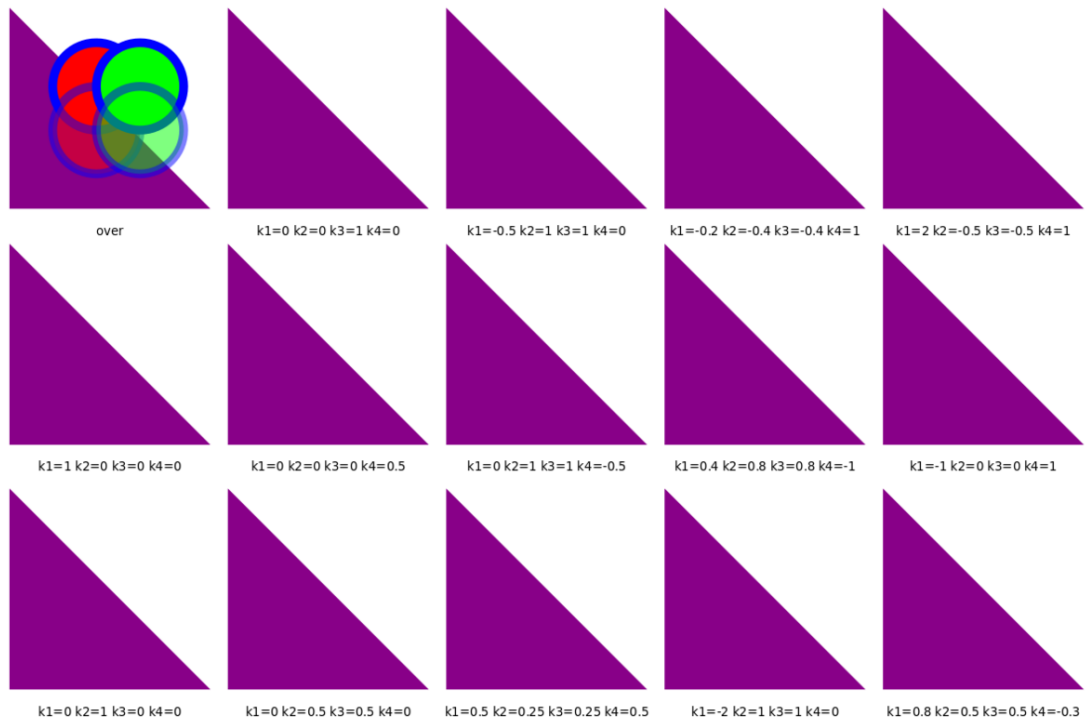 over
k1=0 k2=0 k3=1 k4=0
k1=-0.5 k2=1 k3=1 k4=0
k1=-0.2 k2=-0.4 k3=-0.4 k4=1
k1=2 k2=-0.5 k3=-0.5 k4=1
k1=1 k2=0 k3=0 k4=0
k1=0 k2=0 k3=0 k4=0.5
k1=0 k2=1 k3=1 k4=-0.5
k1=0.4 k2=0.8 k3=0.8 k4=-1
k1=-1 k2=0 k3=0 k4=1
k1=0 k2=1 k3=0 k4=0
k1=0 k2=0.5 k3=0.5 k4=0
k1=0.5 k2=0.25 k3=0.25 k4=0.5
k1=-2 k2=1 k3=1 k4=0
k1=0.8 k2=0.5 k3=0.5 k4=-0.3